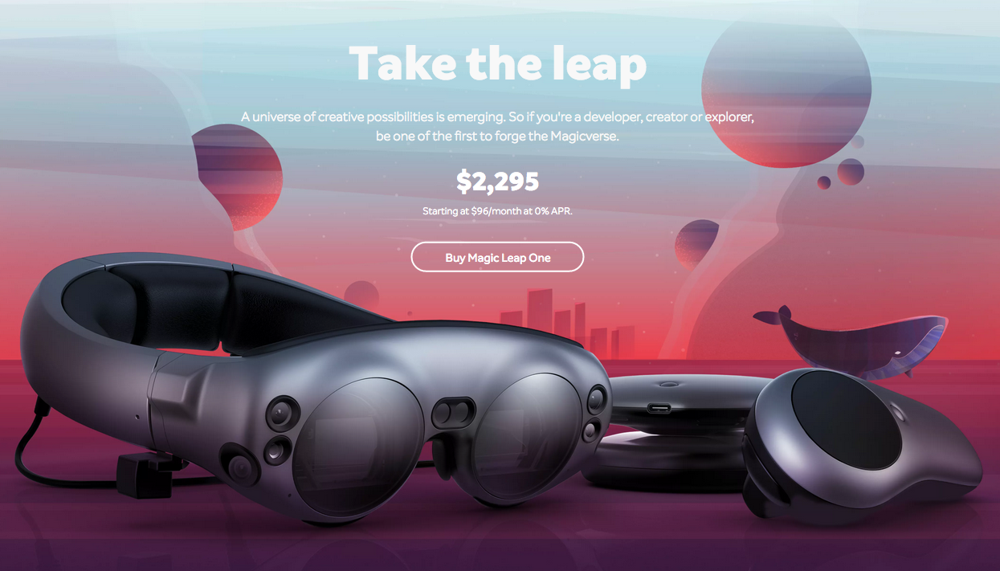 Take the leap
A universe of creative possibilities is emerging. So if you're a developer, creator or explorer,
be one of the first to forge the Magicverse.
$2,295
Starting at $96/month at 0% APR.
Buy Magic Leap One